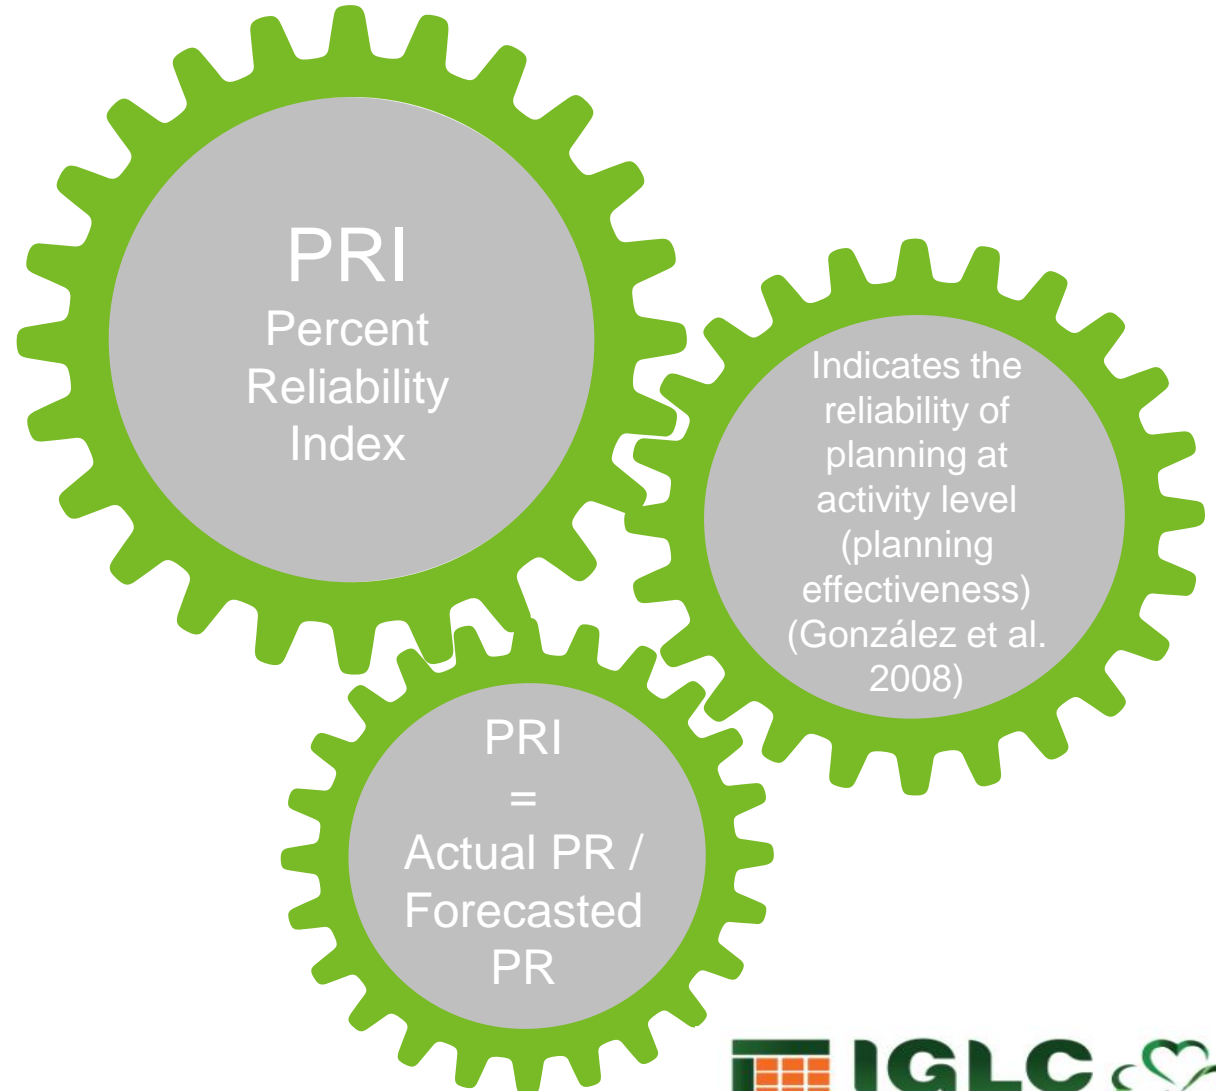 PRI
Percent
Reliability
Index
Indicates the
reliability of
planning at
activity level
(planning
effectiveness)
(González et al.
2008)
PRI
=
Actual PR /
Forecasted
PR
IGLC